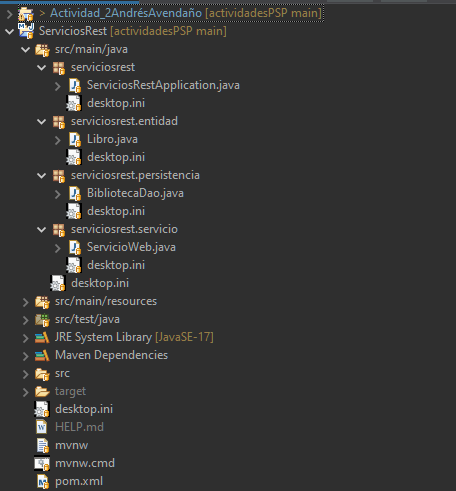 > Actividad_2AndrésAvendaño [actividadesPSP main]
ServiciosRest [actividadesPSP main]
src/main/java
serviciosrest
ServiciosRestApplication.java
desktop.ini
serviciosrest.entidad
Libro.java
desktop.ini
serviciosrest.persistencia
BibliotecaDao.java
desktop.ini
serviciosrest.servicio
ServicioWeb.java
desktop.ini
desktop.ini
src/main/resources
src/test/java
JRE System Library [JavaSE-17]
Maven Dependencies
src
target
desktop.ini
HELP.md
mvnw
mvnw.cmd
pom.xml